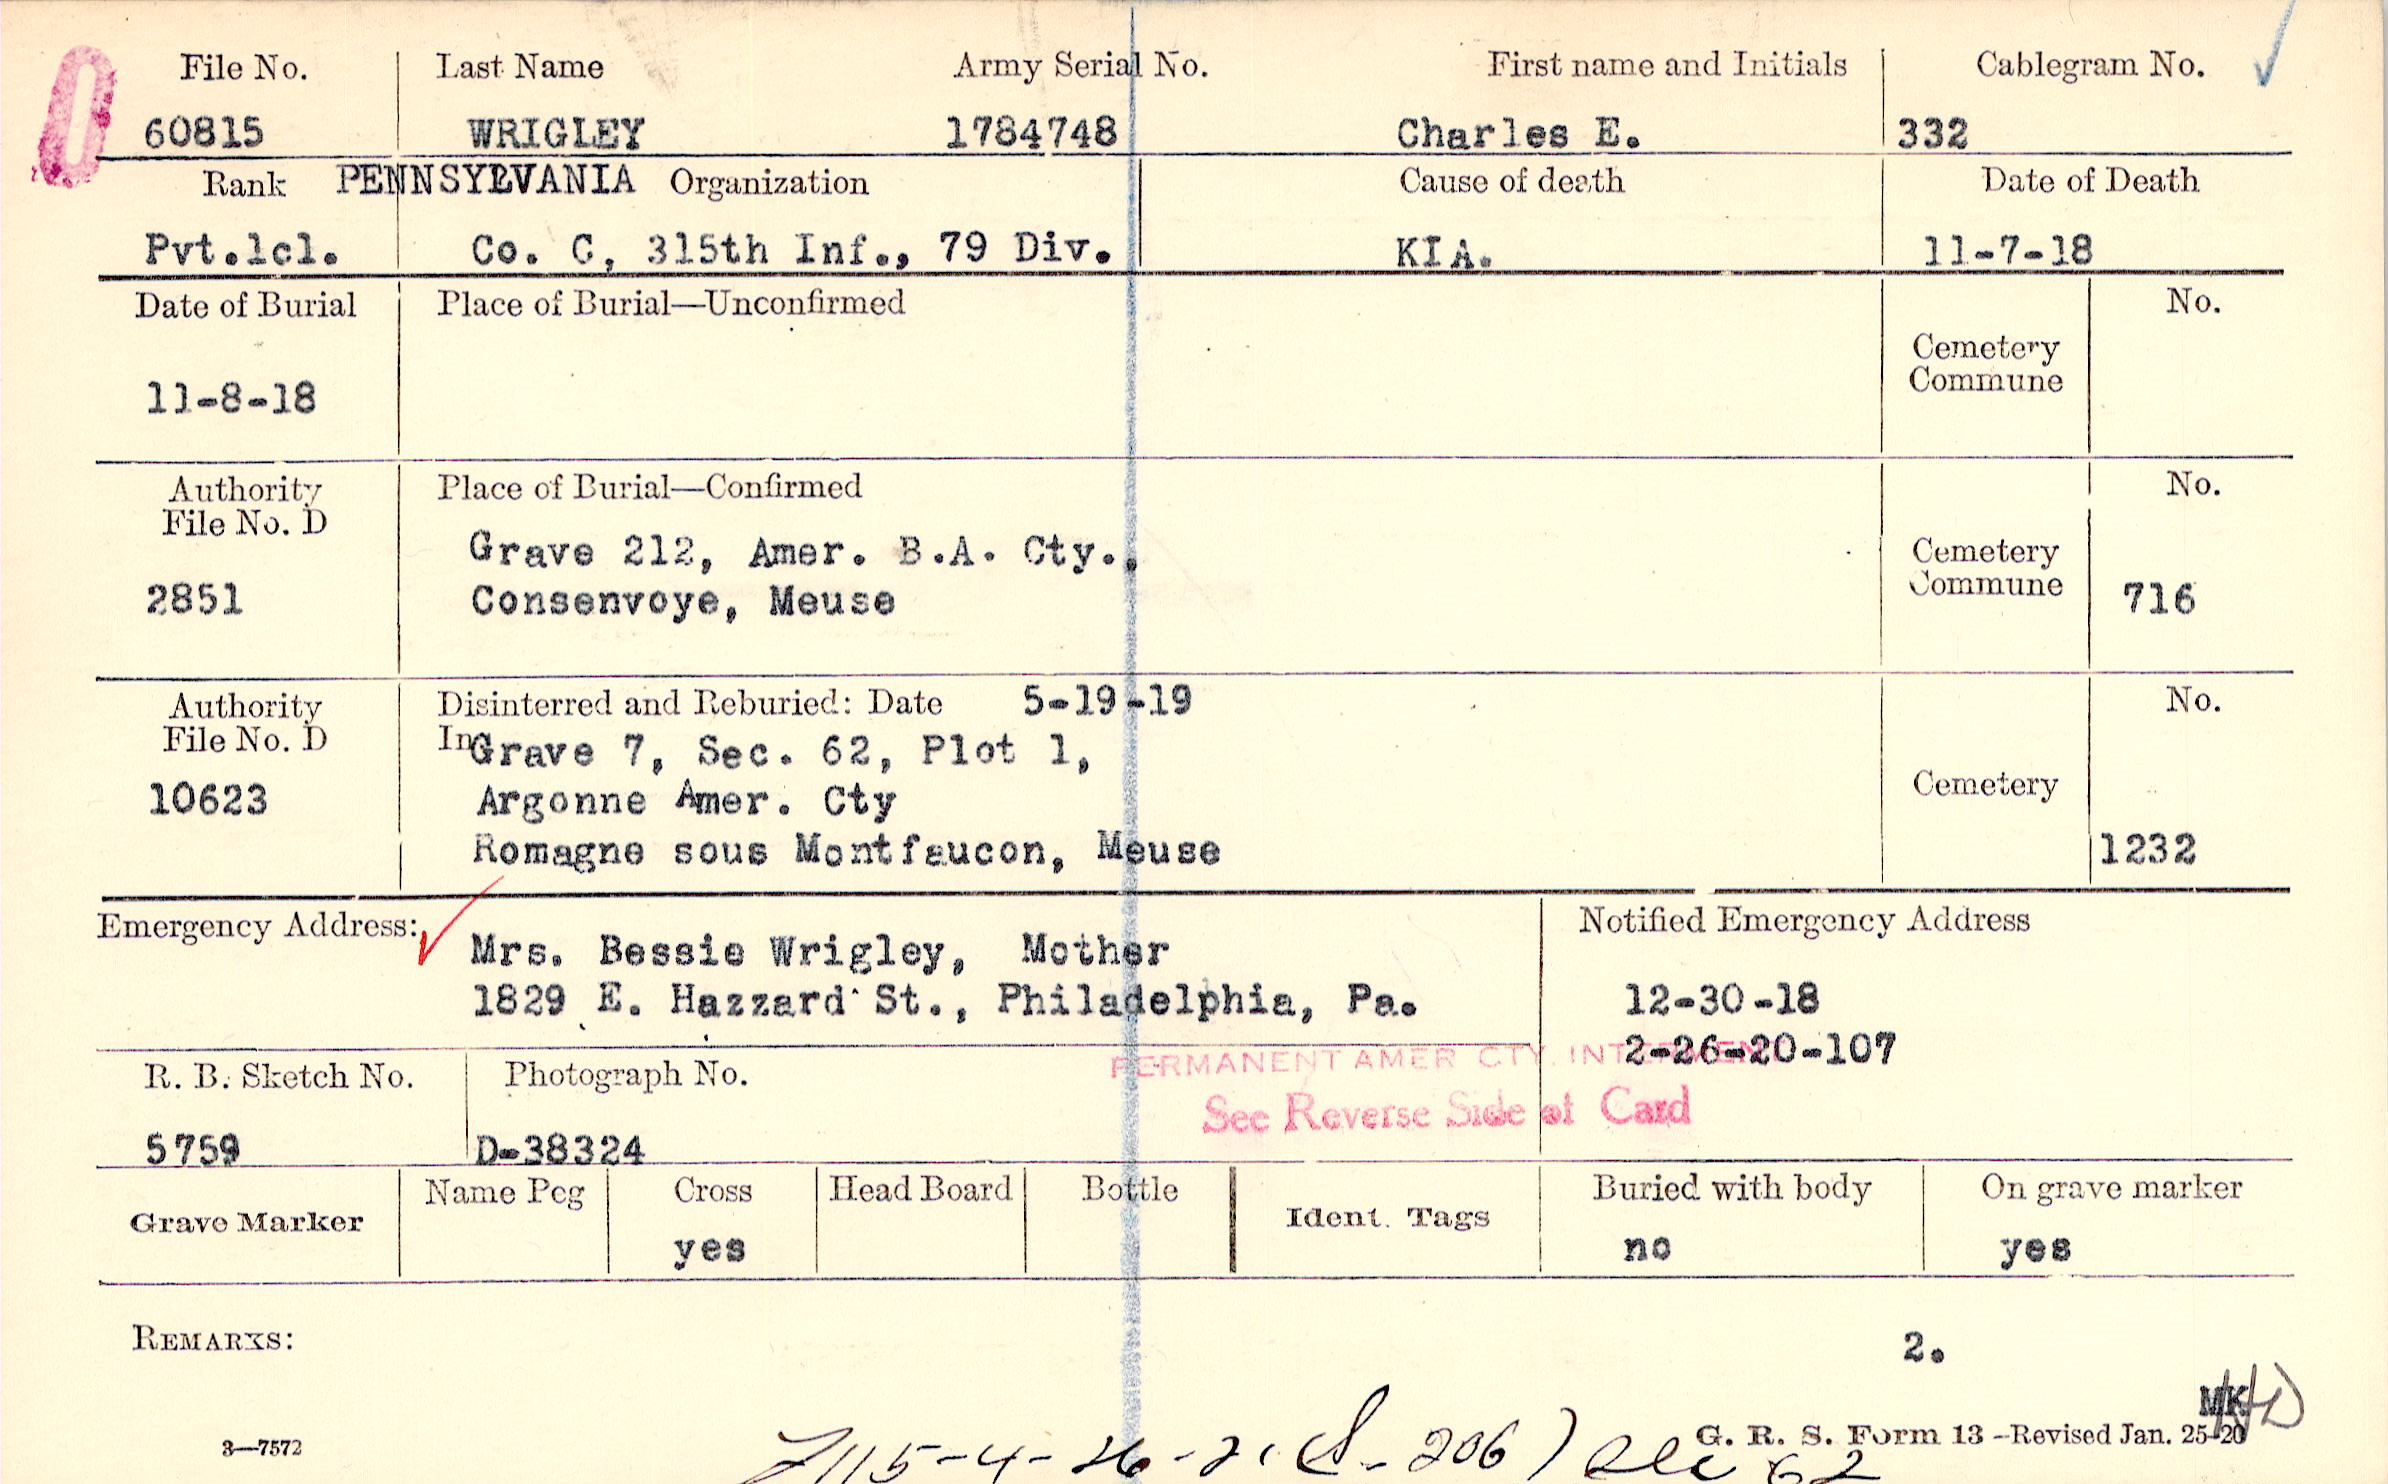 File No. Last Name Army Serial No. First name and Initials Cablegram No.
60815 WRIGLEY 1784748 Charles E. 332
Rank PENNSYLVANIA Organization Cause of death Date of Death
Pvt.1cl. Co. C, 315th Inf., 79 Div. KIA. 11-7-18
Date of Burial Place of Burial—Unconfirmed No.
Cemetery
Commune
11-8-18
Authority Place of Burial—Confirmed No.
File No. D
Grave 212, Amer. B.A. Cty., Cemetery
2851 Consenvoye, Meuse Commune 716
Authority Disinterred and Reburied: Date 5-19-19 No.
File No. D In Grave 7, Sec. 62, Plot 1,
10623 Argonne Amer. Cty Cemetery
Romagne sous Montfaucon, Meuse 1232
Emergency Address: Notified Emergency Address
Mrs. Bessie Wrigley, Mother
1829 E. Hazzard St., Philadelphia, Pa. 12-30-18
2-26-20-107
PERMANENT AMER CTY. INTERMENT
R. B. Sketch No. Photograph No.
See Reverse Side of Card
5759 D-38324
Grave Marker Name Peg Cross Head Board Bottle Ident. Tags Buried with body On grave marker
yes no yes
REMARKS: 2.
MK
3—7572 G. R. S. Form 13—Revised Jan. 25-20
115-4-26-21 (S-206) Dec 62